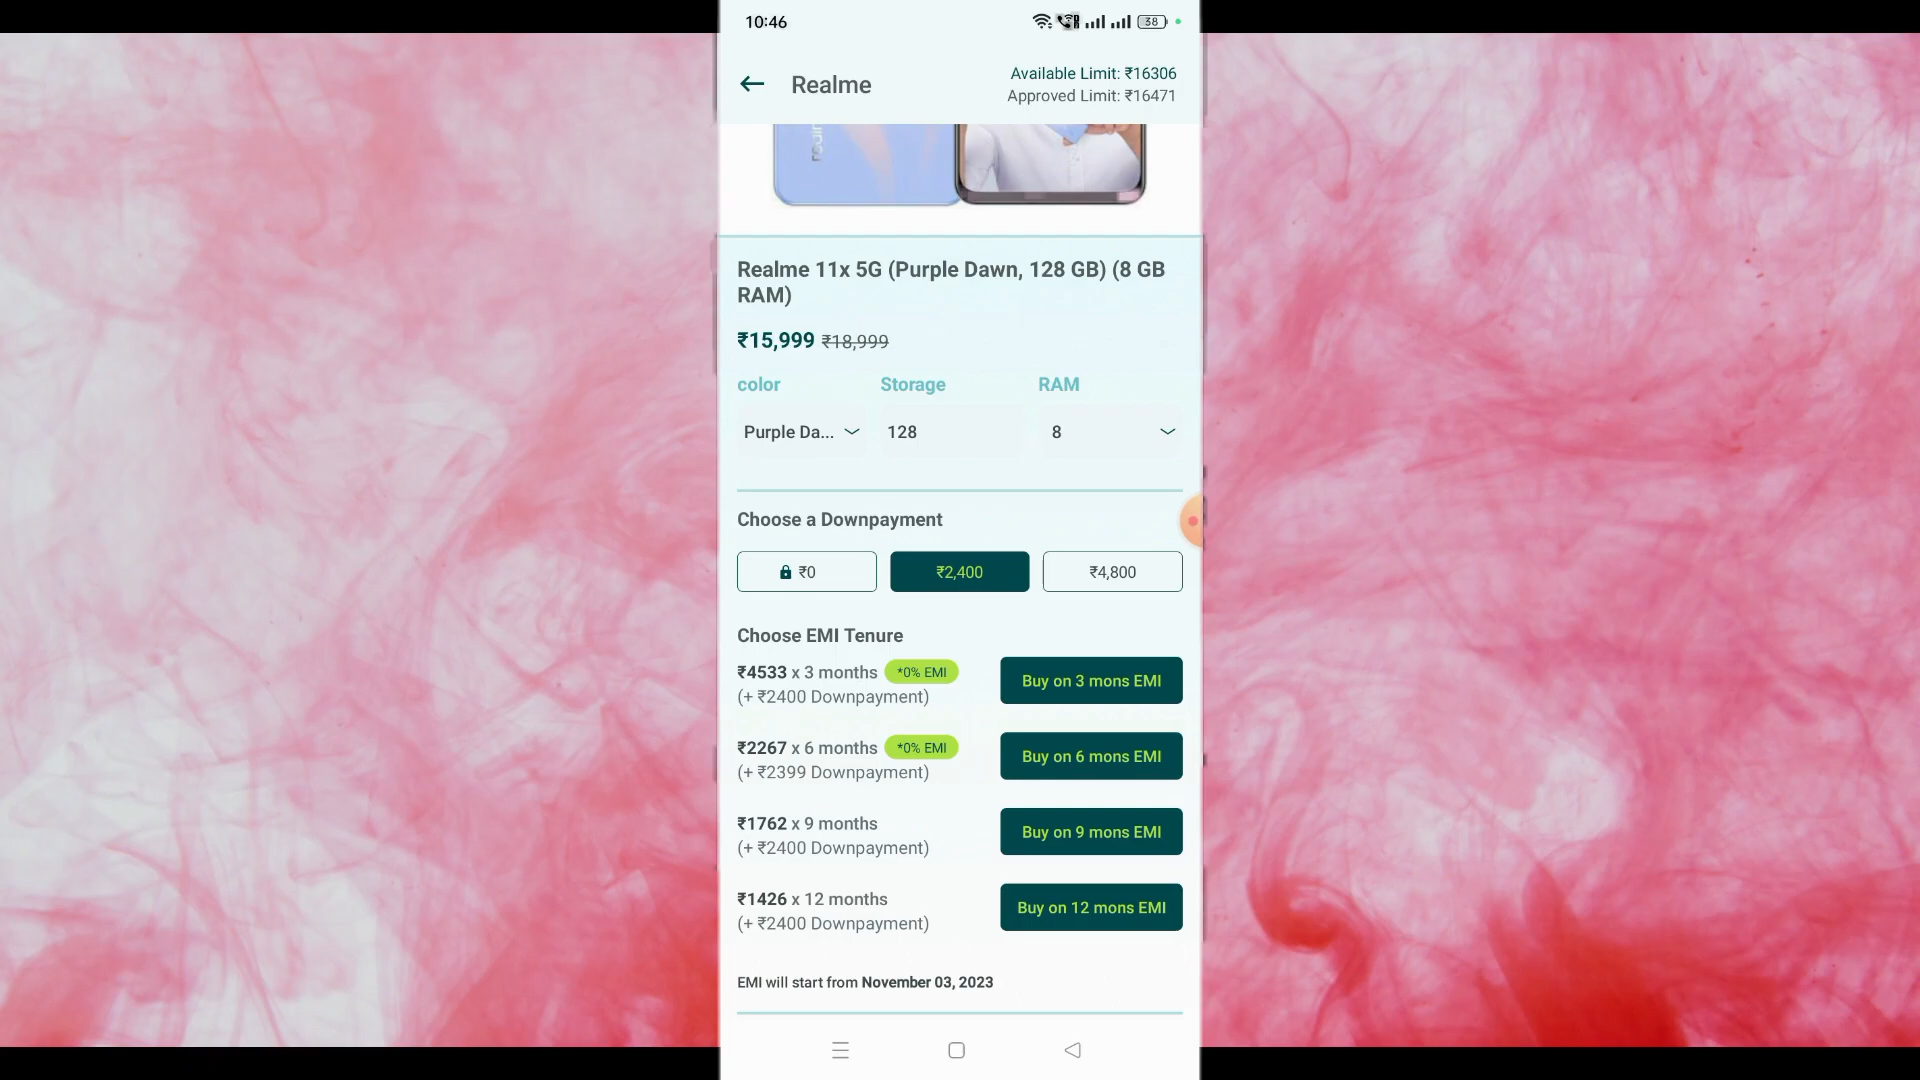 10:46
38
Realme
Available Limit: ₹16306
Approved Limit: ₹16471
Realme 11x 5G (Purple Dawn, 128 GB) (8 GB
RAM)
₹15,999 ₹18,999
color Storage RAM
Purple Da... 128 8
Choose a Downpayment
₹0 ₹2,400 ₹4,800
Choose EMI Tenure
₹4533 x 3 months *0% EMI
(+ ₹2400 Downpayment)
Buy on 3 mons EMI
₹2267 x 6 months *0% EMI
(+ ₹2399 Downpayment)
Buy on 6 mons EMI
₹1762 x 9 months
(+ ₹2400 Downpayment)
Buy on 9 mons EMI
₹1426 x 12 months
(+ ₹2400 Downpayment)
Buy on 12 mons EMI
EMI will start from November 03, 2023